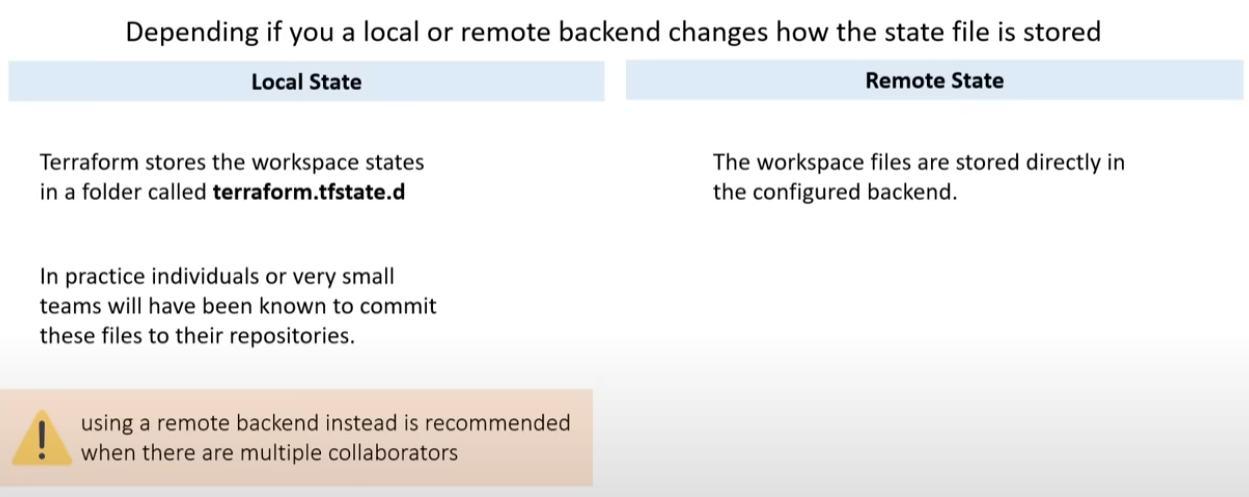 Depending if you a local or remote backend changes how the state file is stored
Local State
Terraform stores the workspace states
in a folder called terraform.tfstate.d
In practice individuals or very small
teams will have been known to commit
these files to their repositories.
using a remote backend instead is recommended
when there are multiple collaborators
Remote State
The workspace files are stored directly in
the configured backend.